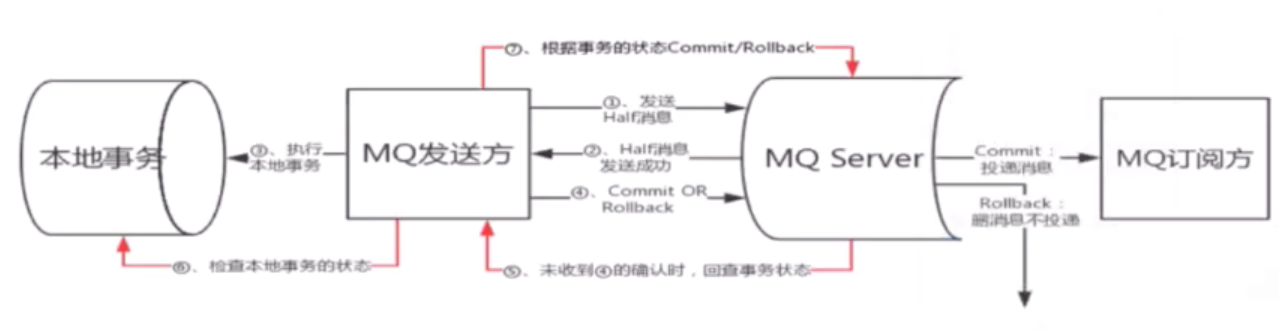 ⑦、根据事务的状态Commit/Rollback
①、发送
Half消息
本地事务
③、执行
本地事务
MQ发送方
②、Half消息
发送成功
MQ Server
Commit：
投递消息
MQ订阅方
④、Commit OR
Rollback
Rollback：
消息不投递
⑥、检查本地事务的状态
⑤、未收到④的确认时，回查事务状态